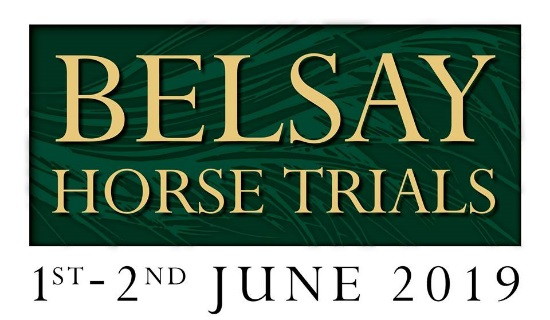 BELSAY
HORSE TRIALS
1ST-2ND JUNE 2019